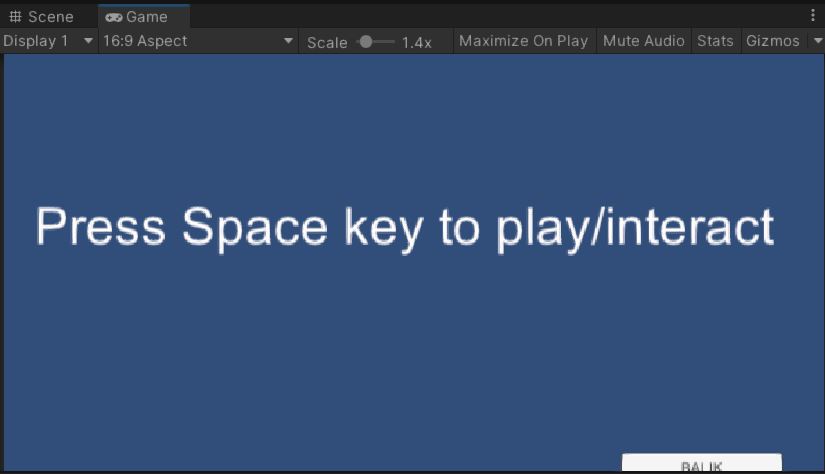 Scene Game
Display 1 16:9 Aspect Scale 1.4x Maximize On Play Mute Audio Stats Gizmos
Press Space key to play/interact
BALIK